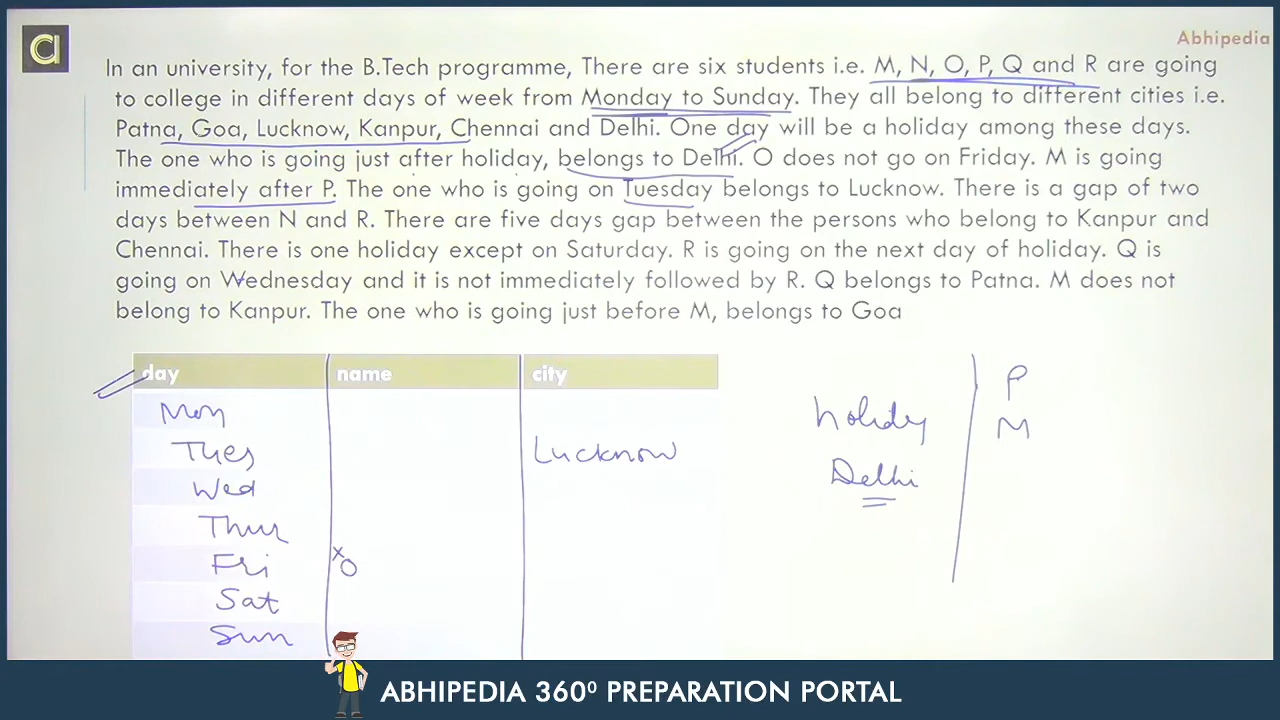 Abhipedia
In an university, for the B.Tech programme, There are six students i.e. M, N, O, P, Q and R are going
to college in different days of week from Monday to Sunday. They all belong to different cities i.e.
Patna, Goa, Lucknow, Kanpur, Chennai and Delhi. One day will be a holiday among these days.
The one who is going just after holiday, belongs to Delhi. O does not go on Friday. M is going
immediately after P. The one who is going on Tuesday belongs to Lucknow. There is a gap of two
days between N and R. There are five days gap between the persons who belong to Kanpur and
Chennai. There is one holiday except on Saturday. R is going on the next day of holiday. Q is
going on Wednesday and it is not immediately followed by R. Q belongs to Patna. M does not
belong to Kanpur. The one who is going just before M, belongs to Goa
day name city
Mon
Tues Lucknow
Wed
Thur
Fri x O
Sat
Sun
holiday
Delhi
P
M
ABHIPEDIA 360⁰ PREPARATION PORTAL